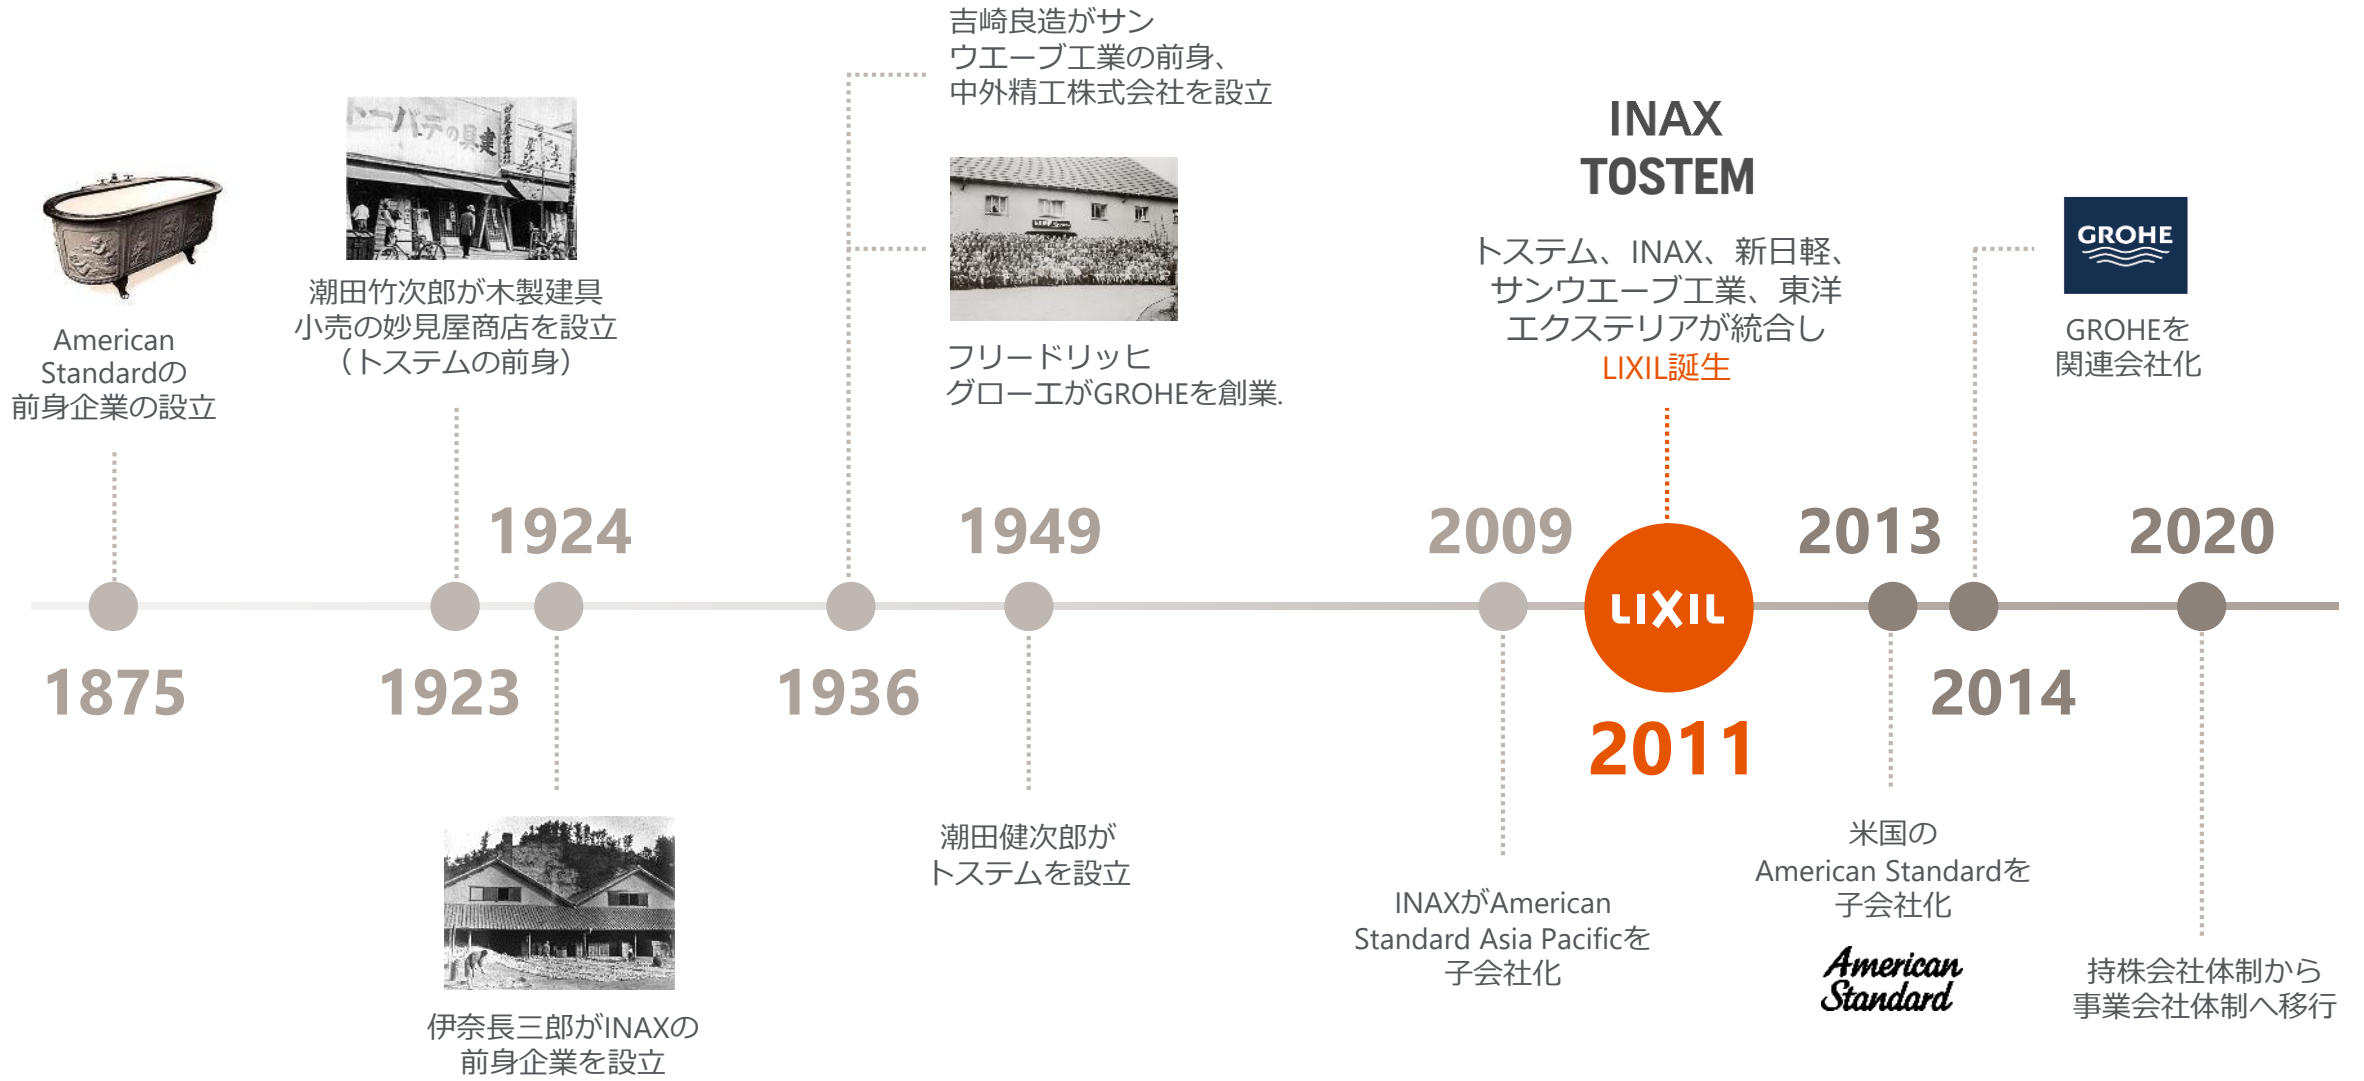 American
Standardの
前身企業の設立
1875
潮田竹次郎が木製建具
小売の妙見屋商店を設立
（トステムの前身）
1923
1924
伊奈長三郎がINAXの
前身企業を設立
吉崎良造がサン
ウエーブ工業の前身、
中外精工株式会社を設立
フリードリッヒ
グローエがGROHEを創業.
1936
1949
潮田健次郎が
トステムを設立
2009
INAXがAmerican
Standard Asia Pacificを
子会社化
INAX
TOSTEM
トステム、INAX、新日軽、
サンウエーブ工業、東洋
エクステリアが統合し
LIXIL誕生
LIXIL
2011
2013
米国の
American Standardを
子会社化
American
Standard
GROHE
GROHEを
関連会社化
2014
2020
持株会社体制から
事業会社体制へ移行